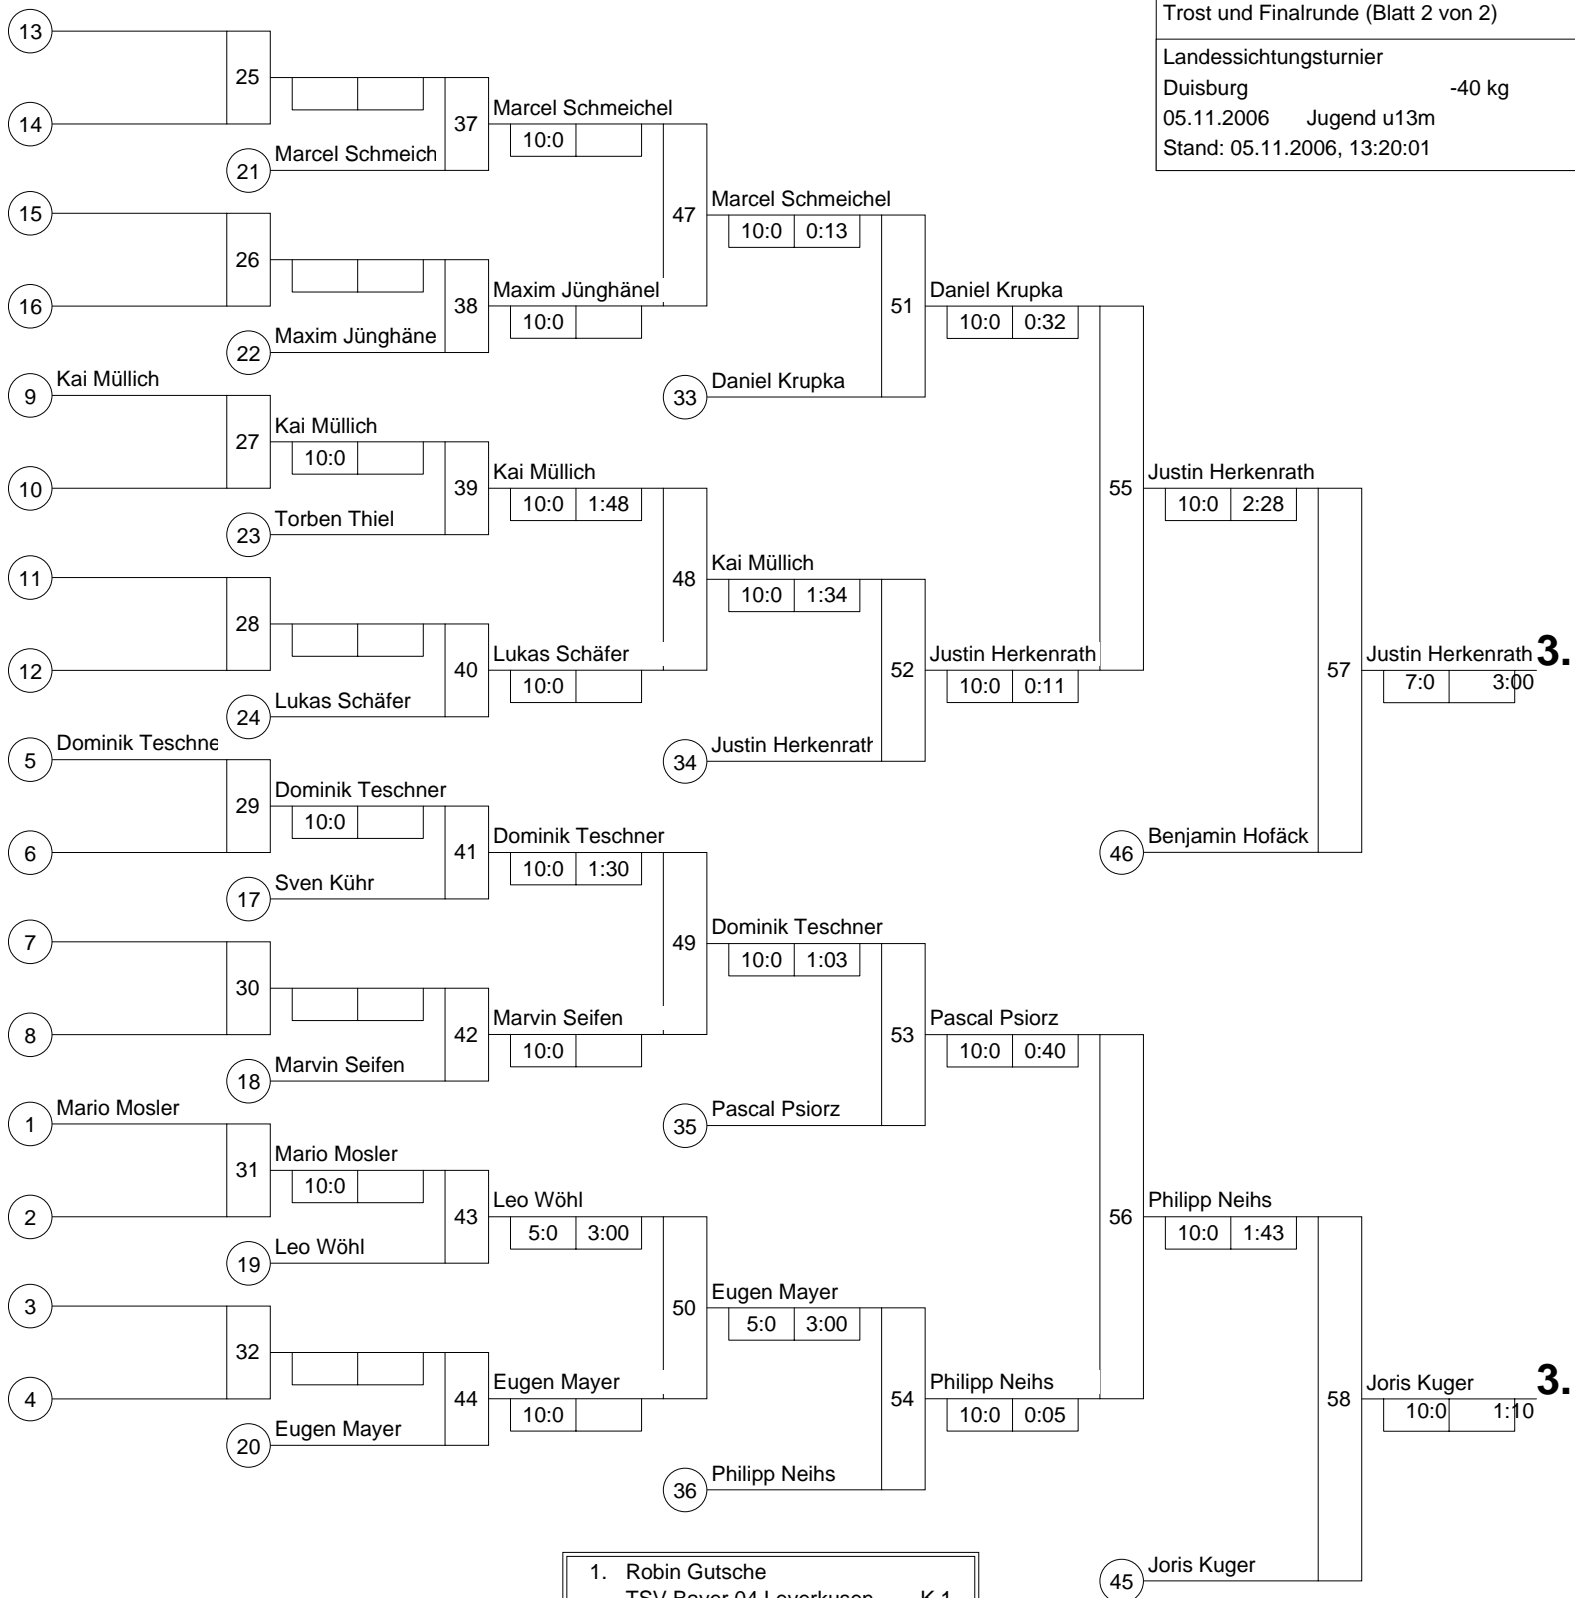 Trost und Finalrunde (Blatt 2 von 2)
Landessichtungsturnier
Duisburg -40 kg
05.11.2006 Jugend u13m
Stand: 05.11.2006, 13:20:01
13
25
14
37
Marcel Schmeichel
10:0
21 Marcel Schmeich
15
47
Marcel Schmeichel
10:0 0:13
26
16
38
Maxim Jünghänel
10:0
22 Maxim Jünghäne
51
Daniel Krupka
10:0 0:32
9 Kai Müllich
33 Daniel Krupka
27
Kai Müllich
10:0
10
39
Kai Müllich
10:0 1:48
23 Torben Thiel
55
Justin Herkenrath
10:0 2:28
11
48
Kai Müllich
10:0 1:34
28
12
40
Lukas Schäfer
10:0
24 Lukas Schäfer
52
Justin Herkenrath
10:0 0:11
57
Justin Herkenrath 3.
7:0 3:00
5 Dominik Teschne
34 Justin Herkenrath
29
Dominik Teschner
10:0
6
41
Dominik Teschner
10:0 1:30
46 Benjamin Hofäck
17 Sven Kühr
7
49
Dominik Teschner
10:0 1:03
30
8
42
Marvin Seifen
10:0
18 Marvin Seifen
53
Pascal Psiorz
10:0 0:40
1 Mario Mosler
35 Pascal Psiorz
31
Mario Mosler
10:0
2
43
Leo Wöhl
5:0 3:00
19 Leo Wöhl
56
Philipp Neihs
10:0 1:43
3
50
Eugen Mayer
5:0 3:00
32
4
44
Eugen Mayer
10:0
20 Eugen Mayer
54
Philipp Neihs
10:0 0:05
58
Joris Kuger 3.
10:0 1:10
36 Philipp Neihs
45 Joris Kuger
1. Robin Gutsche
TSV Bayer 04 Leverkusen K 1